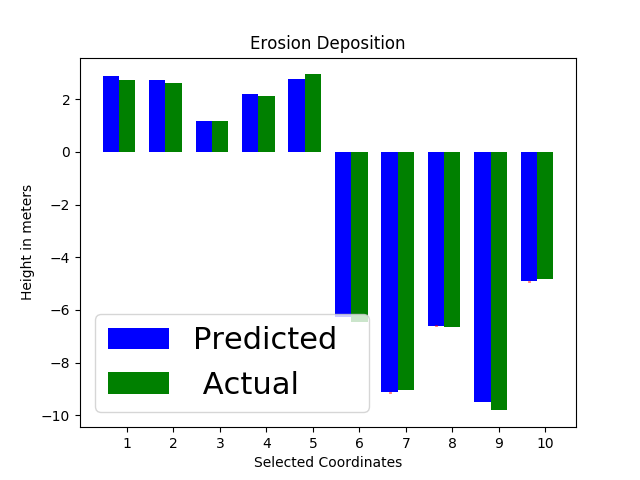 Erosion Deposition
Height in meters
2
0
−2
−4
−6
−8
−10
Predicted
Actual
1 2 3 4 5 6 7 8 9 10
Selected Coordinates